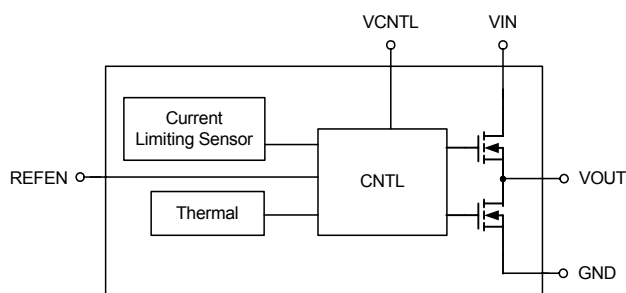 VCNTL
VIN
Current
Limiting Sensor
REFEN
CNTL
VOUT
Thermal
GND